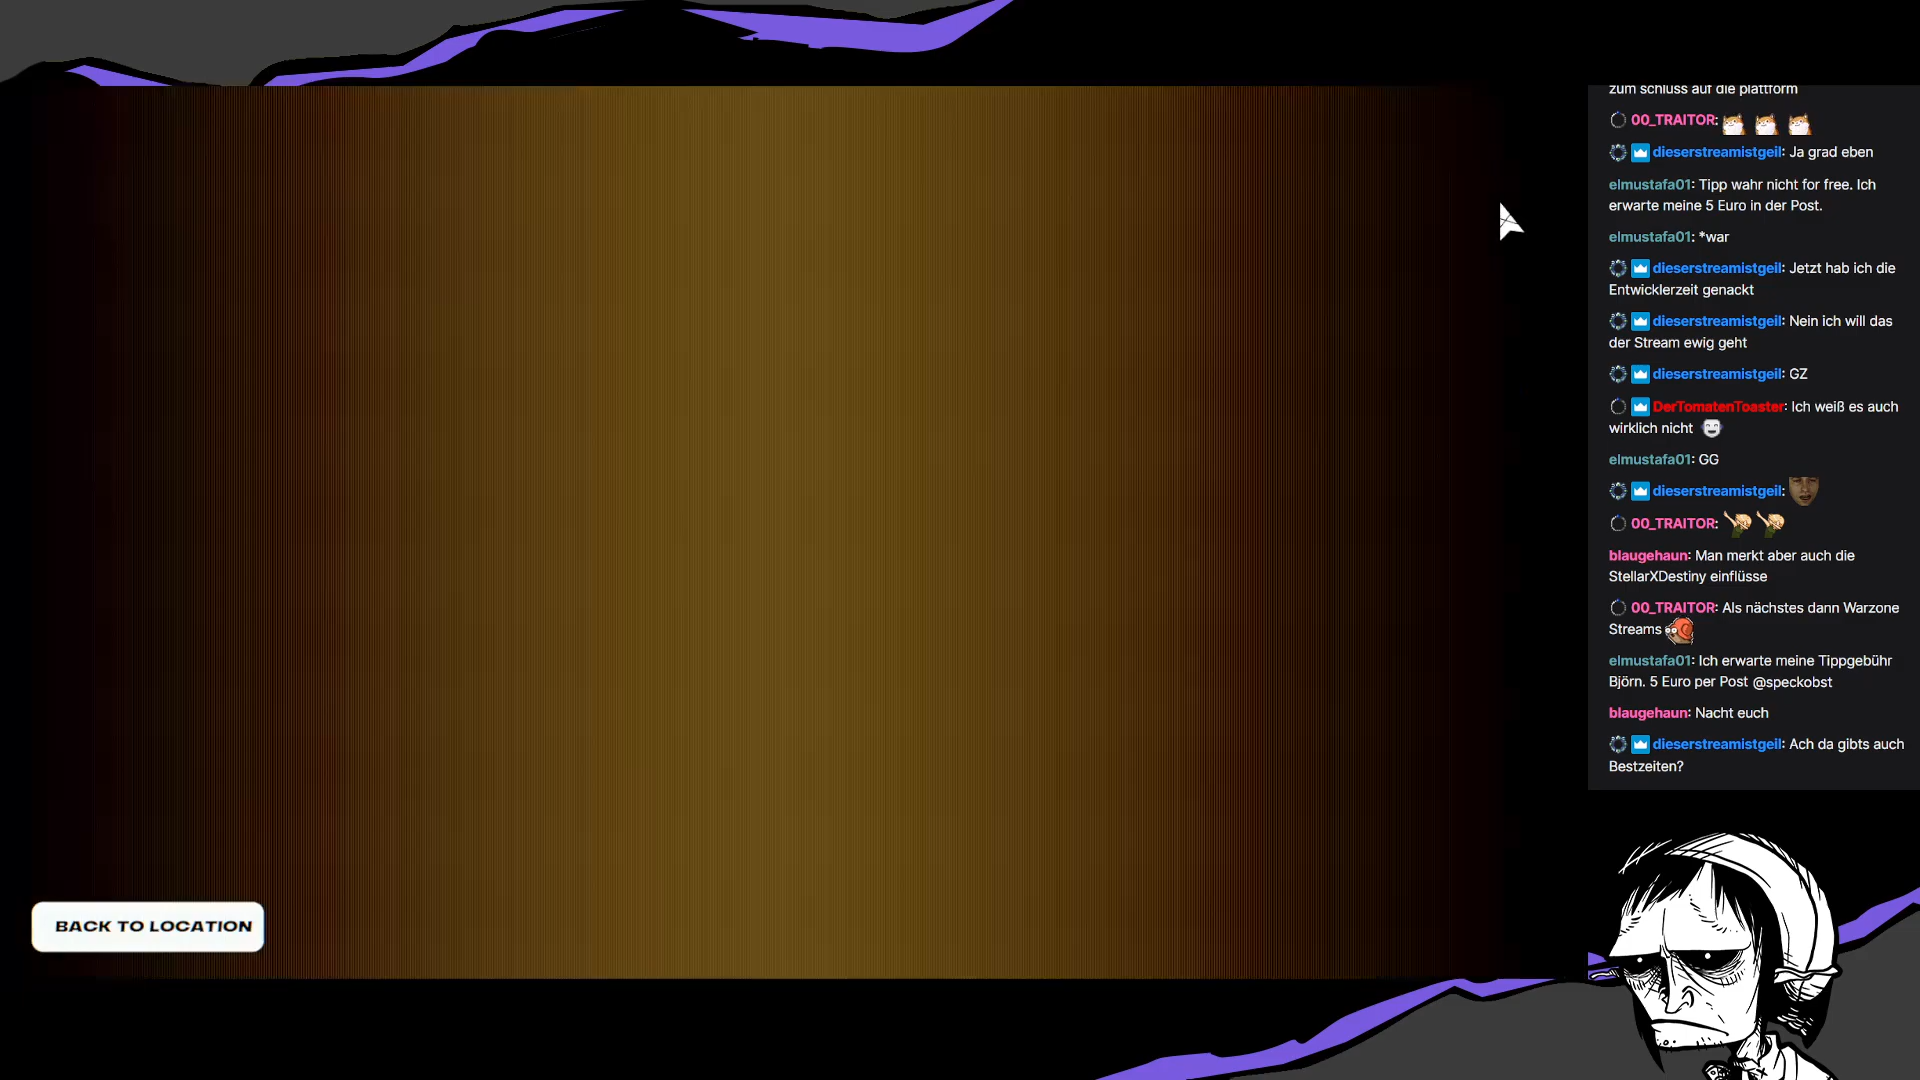 zum schluss auf die plattform
00_TRAITOR:
dieserstreamistgeil: Ja grad eben
elmustafa01: Tipp wahr nicht for free. Ich
erwarte meine 5 Euro in der Post.
elmustafa01: *war
dieserstreamistgeil: Jetzt hab ich die
Entwicklerzeit genackt
dieserstreamistgeil: Nein ich will das
der Stream ewig geht
dieserstreamistgeil: GZ
DerTomatenToaster: Ich weiß es auch
wirklich nicht
elmustafa01: GG
dieserstreamistgeil:
00_TRAITOR:
blaugehaun: Man merkt aber auch die
StellarXDestiny einflüsse
00_TRAITOR: Als nächstes dann Warzone
Streams
elmustafa01: Ich erwarte meine Tippgebühr
Björn. 5 Euro per Post @speckobst
blaugehaun: Nacht euch
dieserstreamistgeil: Ach da gibts auch
Bestzeiten?
BACK TO LOCATION